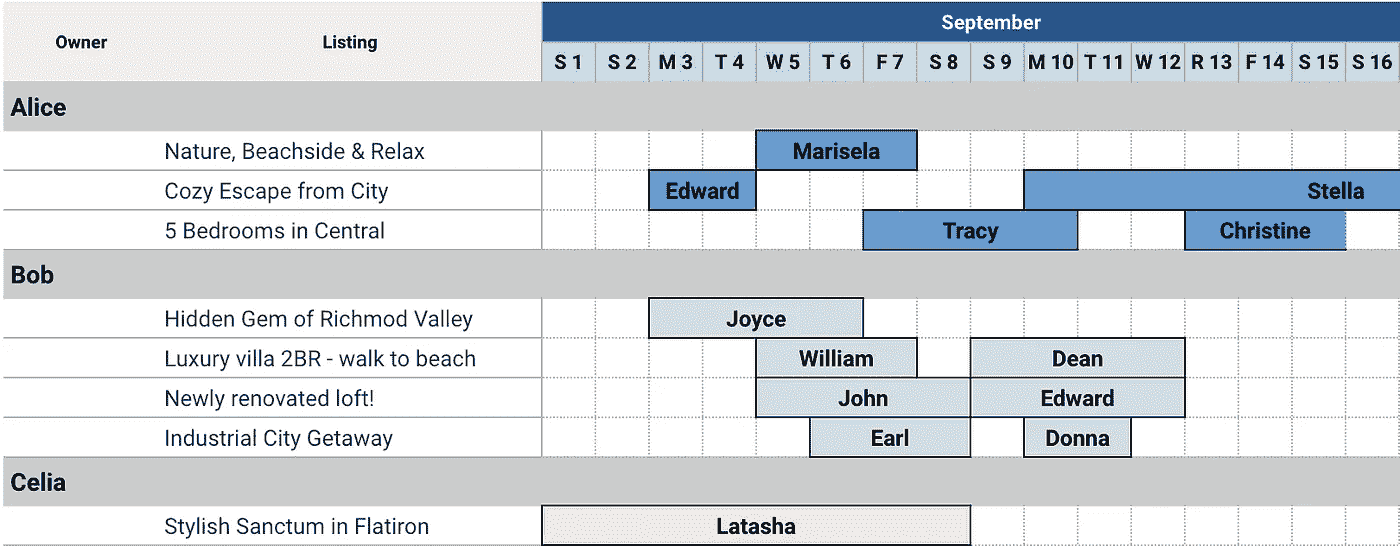 September
Owner Listing
S 1 S 2 M 3 T 4 W 5 T 6 F 7 S 8 S 9 M 10 T 11 W 12 R 13 F 14 S 15 S 16
Alice
Nature, Beachside & Relax Marisela
Cozy Escape from City Edward Stella
5 Bedrooms in Central Tracy Christine
Bob
Hidden Gem of Richmod Valley Joyce
Luxury villa 2BR - walk to beach William Dean
Newly renovated loft! John Edward
Industrial City Getaway Earl Donna
Celia
Stylish Sanctum in Flatiron Latasha